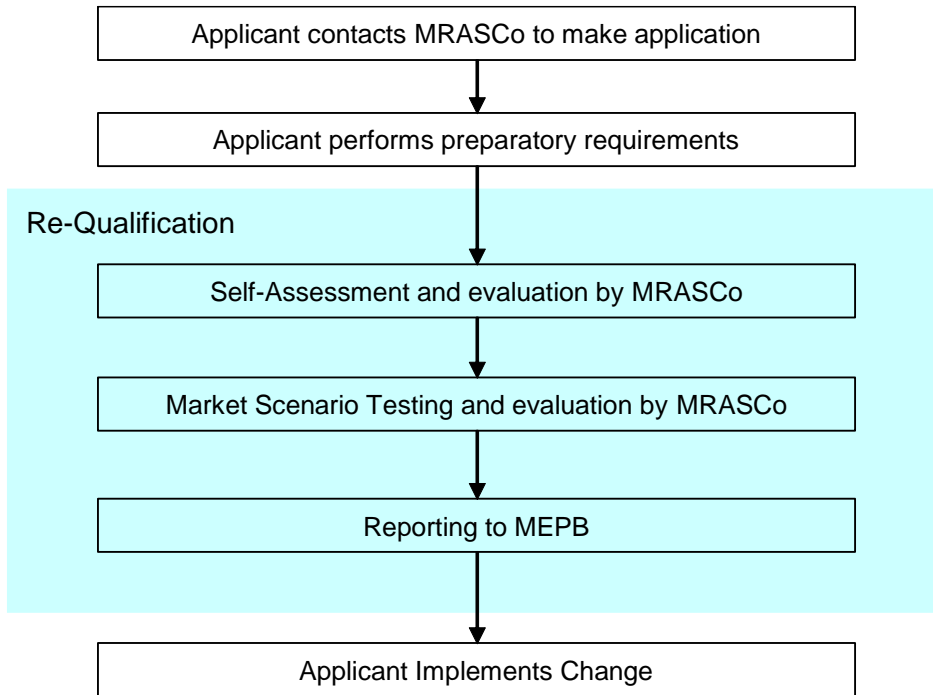 Applicant contacts MRASCo to make application
Applicant performs preparatory requirements
Re-Qualification
Self-Assessment and evaluation by MRASCo
Market Scenario Testing and evaluation by MRASCo
Reporting to MEPB
Applicant Implements Change